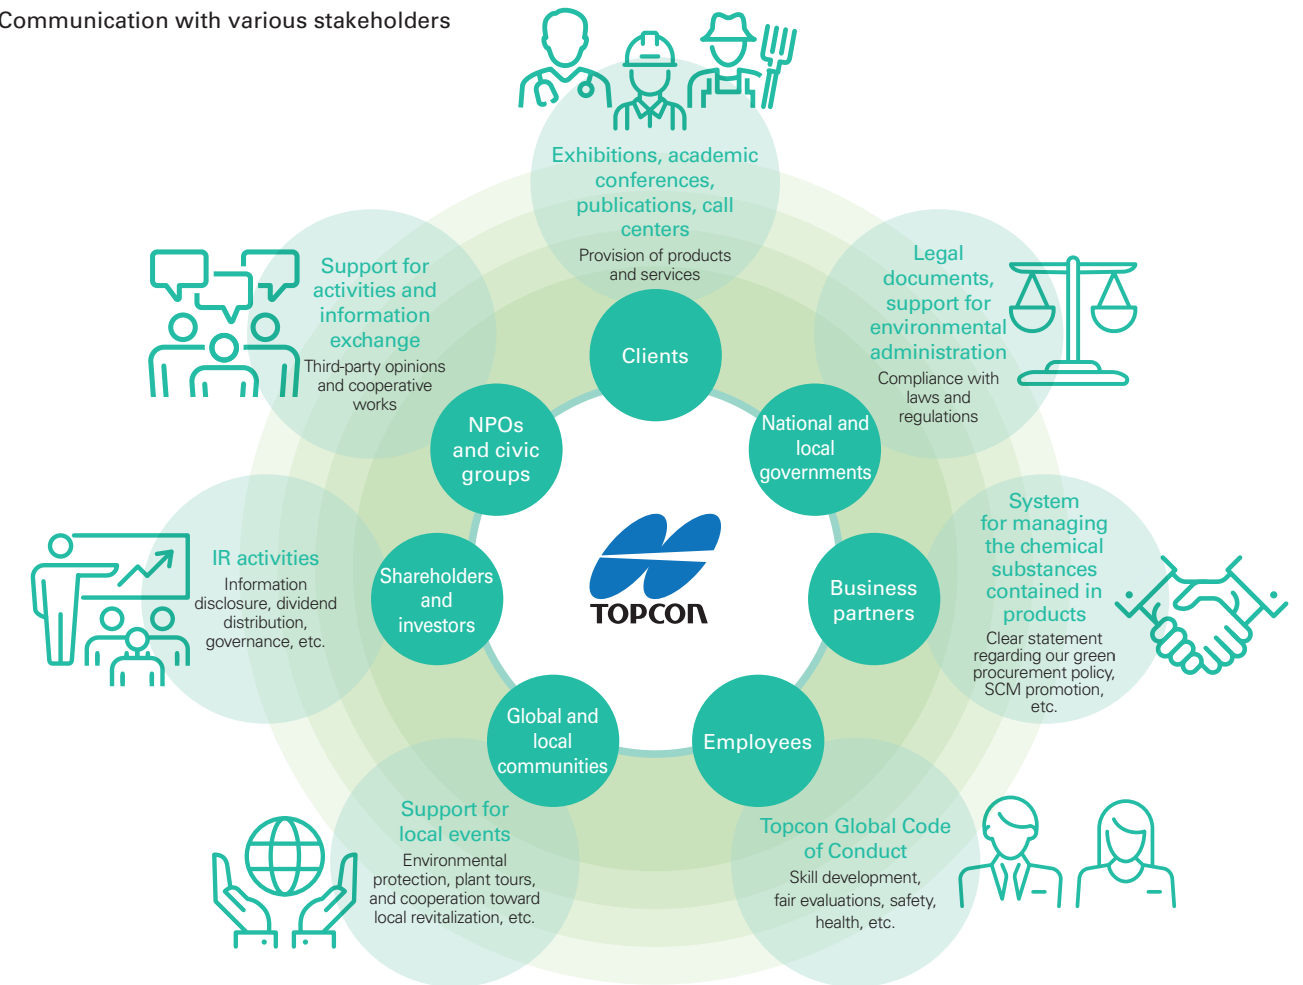 Communication with various stakeholders
Exhibitions, academic
conferences,
publications, call
centers
Provision of products
and services
Clients
Legal
documents,
support for
environmental
administration
Compliance with
laws and
regulations
National and
local
governments
System
for managing
the chemical
substances
contained in
products
Clear statement
regarding our green
procurement policy,
SCM promotion,
etc.
Business
partners
Employees
Topcon Global Code
of Conduct
Skill development,
fair evaluations, safety,
health, etc.
Global and
local
communities
Support for
local events
Environmental
protection, plant tours,
and cooperation toward
local revitalization, etc.
Shareholders
and
investors
IR activities
Information
disclosure, dividend
distribution,
governance, etc.
NPOs
and civic
groups
Support for
activities and
information
exchange
Third-party opinions
and cooperative
works
TOPCON